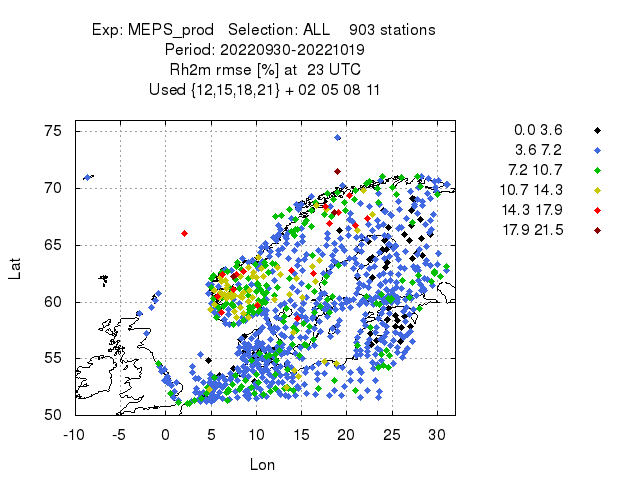 Exp: MEPS_prod   Selection: ALL    903 stations
Period: 20220930-20221019
Rh2m rmse [%] at  23 UTC
Used {12,15,18,21} + 02 05 08 11
0.0 3.6
3.6 7.2
7.2 10.7
10.7 14.3
14.3 17.9
17.9 21.5
75
70
65
60
55
50
Lat
-10 -5 0 5 10 15 20 25 30
Lon